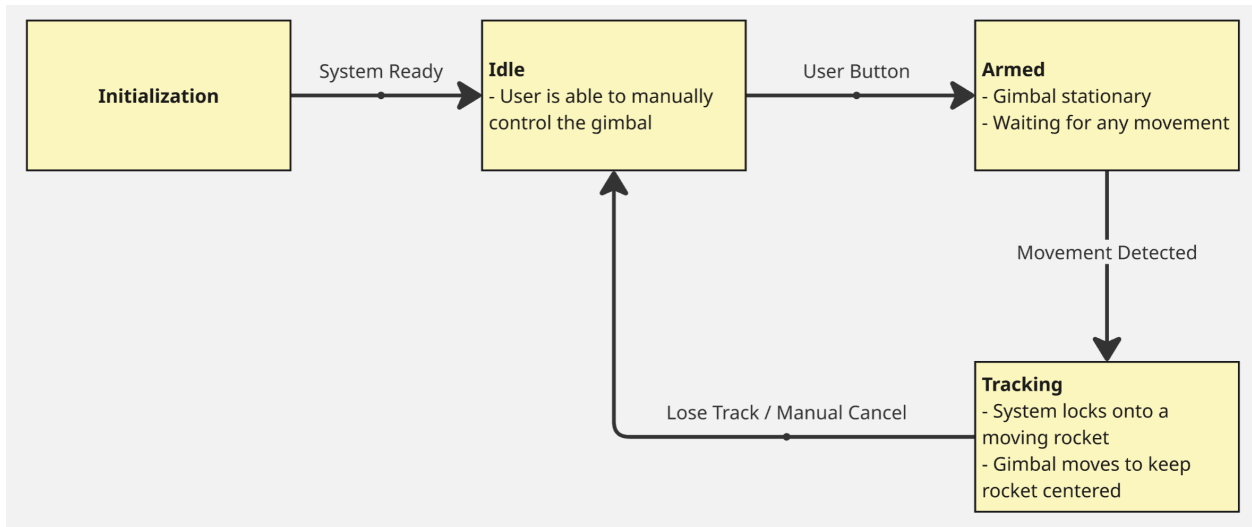 Initialization
System Ready
Idle
- User is able to manually
control the gimbal
User Button
Armed
- Gimbal stationary
- Waiting for any movement
Movement Detected
Tracking
- System locks onto a
moving rocket
- Gimbal moves to keep
rocket centered
Lose Track / Manual Cancel